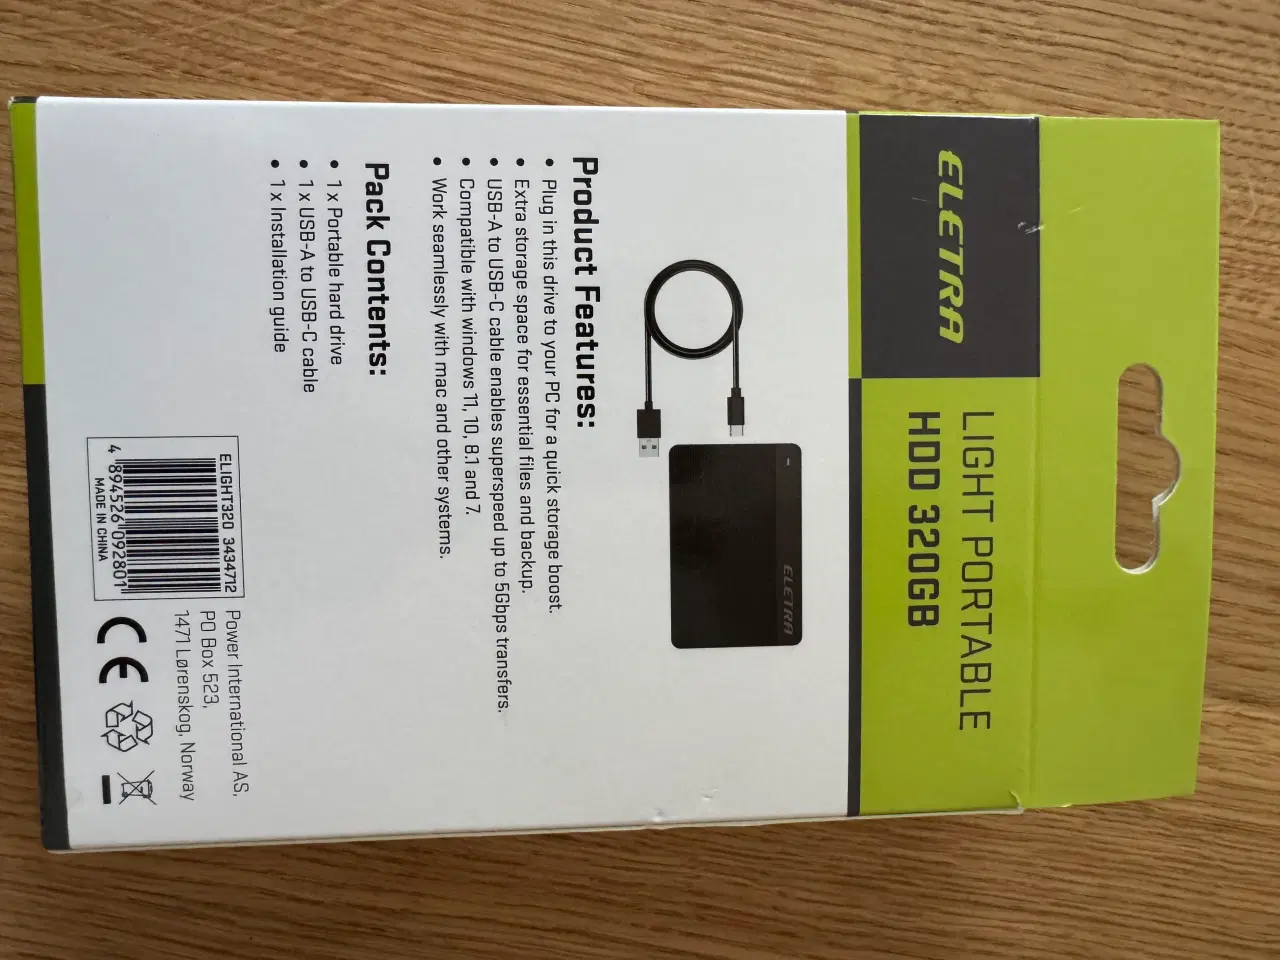 ELETRA
LIGHT PORTABLE
HDD 320GB
ELETRA
Product Features:
• Plug in this drive to your PC for a quick storage boost.
• Extra storage space for essential files and backup.
• USB-A to USB-C cable enables superspeed up to 5Gbps transfers.
• Compatible with windows 11, 10, 8.1 and 7.
• Work seamlessly with mac and other systems.
Pack Contents:
• 1 x Portable hard drive
• 1 x USB-A to USB-C cable
• 1 x Installation guide
ELIGHT320 3434712
4 894526 092801
MADE IN CHINA
CE
Power International AS,
PO Box 523,
1471 Lørenskog, Norway